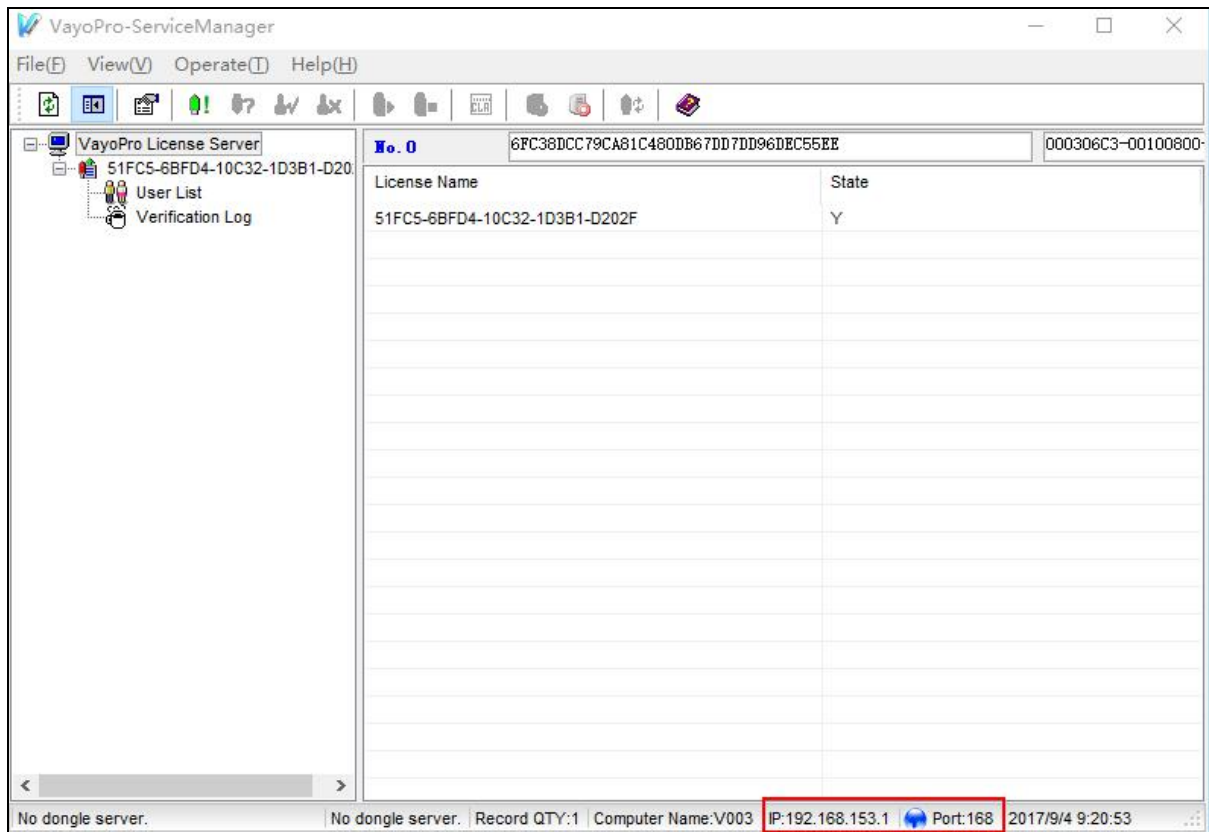 VayoPro-ServiceManager
File(F) View(V) Operate(T) Help(H)
CLR
VayoPro License Server
51FC5-6BFD4-10C32-1D3B1-D20
User List
Verification Log
No. 0 6FC38DCC79CA81C480DB67DD7DD96DEC55EE 000306C3-00100800-
License Name State
51FC5-6BFD4-10C32-1D3B1-D202F Y
No dongle server. No dongle server. Record QTY:1 Computer Name:V003 IP:192.168.153.1 Port:168 2017/9/4 9:20:53